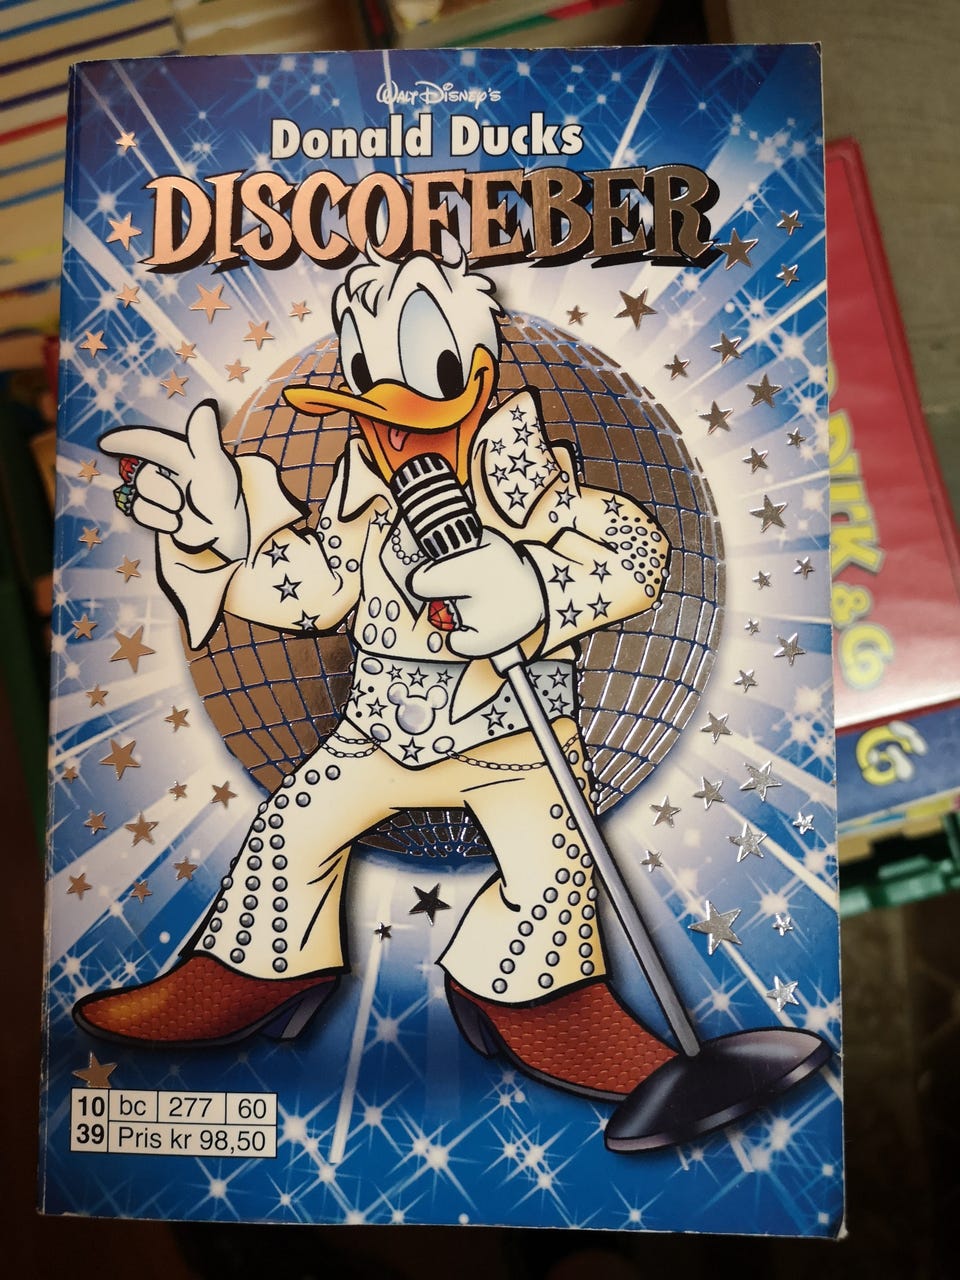 Walt Disney's
Donald Ducks
DISCOFEBER
10 bc 277 60
39 Pris kr 98,50